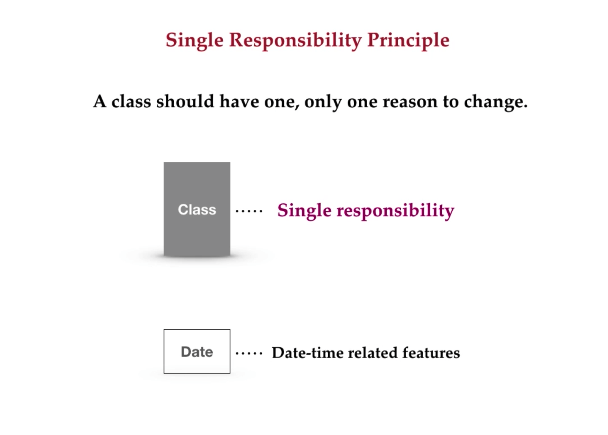 Single Responsibility Principle
A class should have one, only one reason to change.
Class ..... Single responsibility
Date ..... Date-time related features